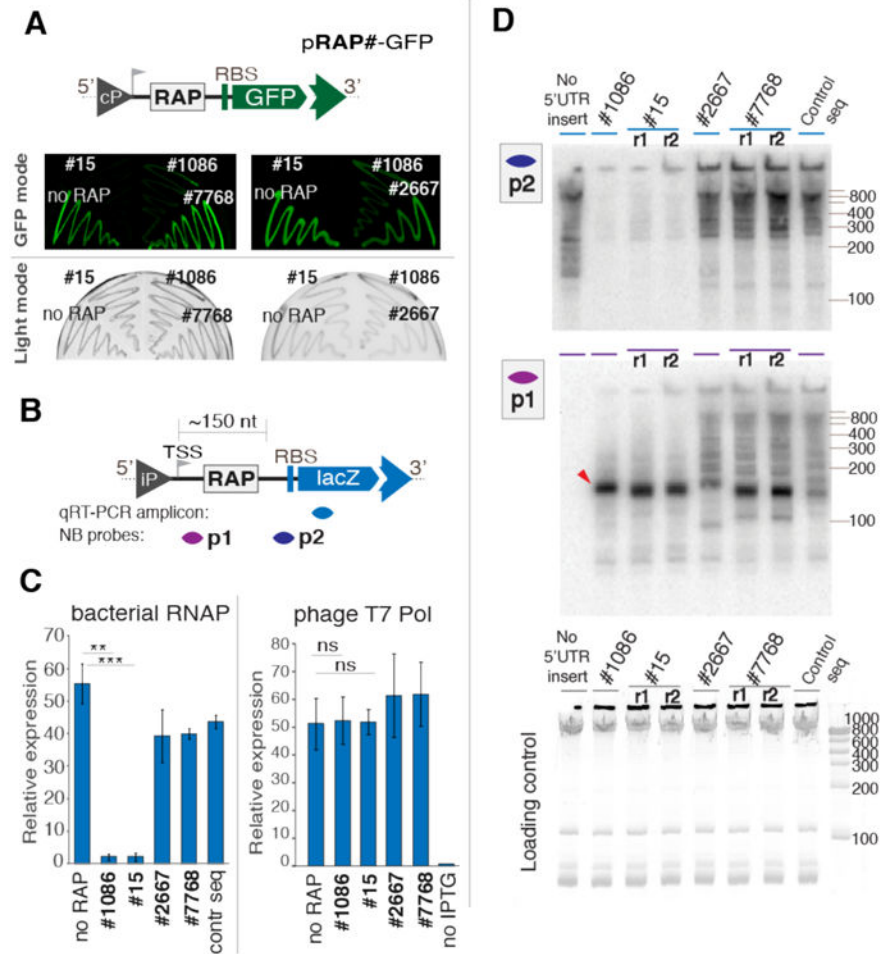 A
pRAP#-GFP
5'
cP
RAP
RBS
GFP
3'
GFP mode
#15
#1086
no RAP
#7768
#15
#1086
no RAP
#2667
Light mode
#15
#1086
no RAP
#7768
#15
#1086
no RAP
#2667
B
~150 nt
TSS
5'
iP
RAP
RBS
lacZ
3'
qRT-PCR amplicon:
NB probes:
p1
p2
C
bacterial RNAP
Relative expression
70
60
50
40
30
20
10
0
**
***
no RAP
#1086
#15
#2667
#7768
contr seq
phage T7 Pol
Relative expression
80
70
60
50
40
30
20
10
0
ns
ns
no RAP
#1086
#15
#2667
#7768
no IPTG
D
No
5'UTR
insert
#1086
#15
#2667
#7768
Control
seq
r1 r2
r1 r2
p2
800
400
300
200
100
r1 r2
r1 r2
p1
800
400
300
200
100
No
5'UTR
insert
#1086
#15
#2667
#7768
Control
seq
r1 r2
r1 r2
Loading control
1000
800
600
400
300
200
100